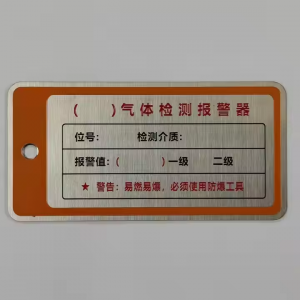 (　　)气体检测报警器
位号：　　　检测介质：
报警值：(　　　)一级　　二级
★ 警告：易燃易爆，必须使用防爆工具